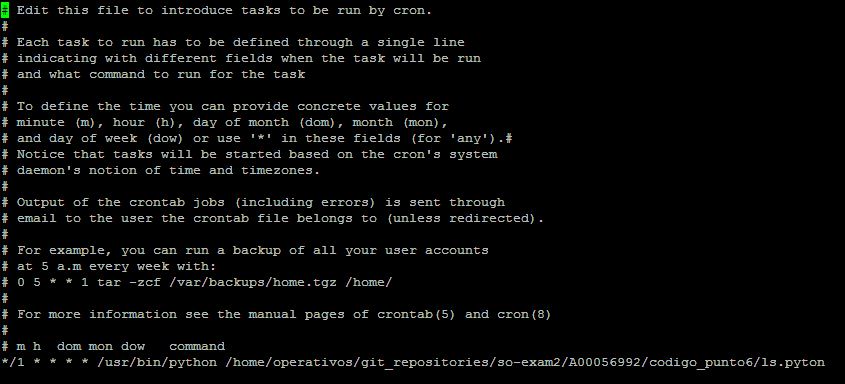 # Edit this file to introduce tasks to be run by cron.
#
# Each task to run has to be defined through a single line
# indicating with different fields when the task will be run
# and what command to run for the task
#
# To define the time you can provide concrete values for
# minute (m), hour (h), day of month (dom), month (mon),
# and day of week (dow) or use '*' in these fields (for 'any').#
# Notice that tasks will be started based on the cron's system
# daemon's notion of time and timezones.
#
# Output of the crontab jobs (including errors) is sent through
# email to the user the crontab file belongs to (unless redirected).
#
# For example, you can run a backup of all your user accounts
# at 5 a.m every week with:
# 0 5 * * 1 tar -zcf /var/backups/home.tgz /home/
#
# For more information see the manual pages of crontab(5) and cron(8)
#
# m h  dom mon dow   command
*/1 * * * * /usr/bin/python /home/operativos/git_repositories/so-exam2/A00056992/codigo_punto6/ls.pyton